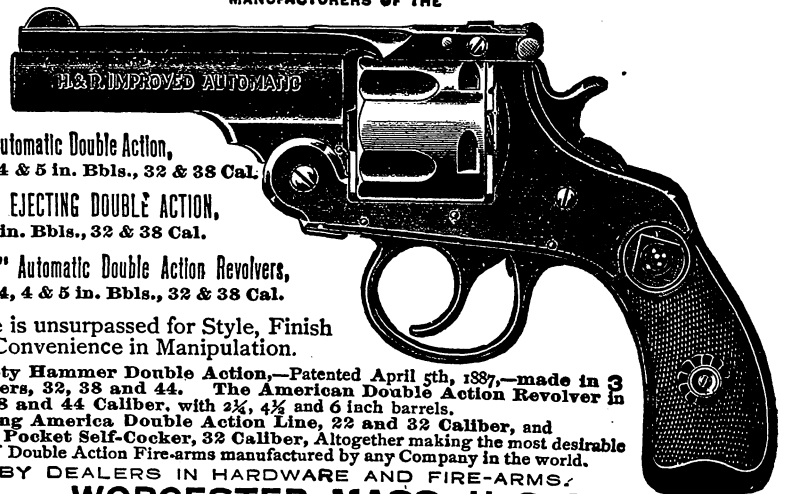 MANUFACTURERS OF THE
H. & R. IMPROVED AUTOMATIC
utomatic Double Action,
4 & 5 in. Bbls., 32 & 38 Cal.
EJECTING DOUBLE ACTION,
in. Bbls., 32 & 38 Cal.
" Automatic Double Action Revolvers,
4, 4 & 5 in. Bbls., 32 & 38 Cal.
e is unsurpassed for Style, Finish
Convenience in Manipulation.
ty Hammer Double Action,—Patented April 5th, 1887,—made in 3
ers, 32, 38 and 44. The American Double Action Revolver in
8 and 44 Caliber, with 2½, 4½ and 6 inch barrels.
ng America Double Action Line, 22 and 32 Caliber, and
Pocket Self-Cocker, 32 Caliber, Altogether making the most desirable
Double Action Fire-arms manufactured by any Company in the world.
BY DEALERS IN HARDWARE AND FIRE-ARMS.
WORCESTER, MASS., U. S. A.